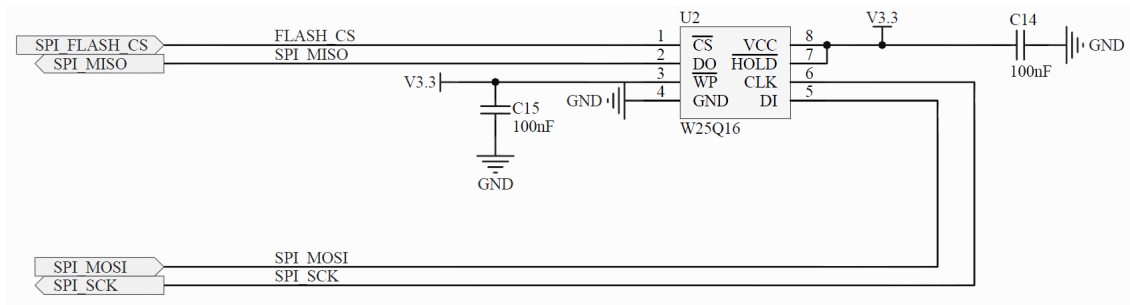 U2
V3.3
C14
SPI_FLASH_CS
FLASH_CS
1
CS
VCC
8
GND
SPI_MISO
SPI_MISO
2
DO
HOLD
7
100nF
V3.3
3
WP
CLK
6
GND
4
GND
DI
5
C15
100nF
W25Q16
GND
SPI_MOSI
SPI_MOSI
SPI_SCK
SPI_SCK